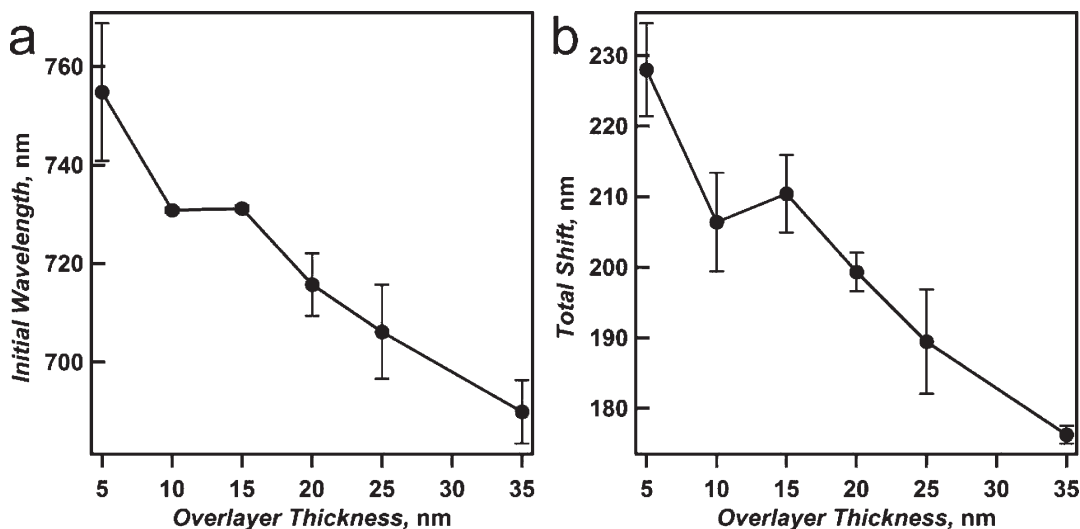 a
760
740
720
700
Initial Wavelength, nm
5 10 15 20 25 30 35
Overlayer Thickness, nm
b
230
220
210
200
190
180
Total Shift, nm
5 10 15 20 25 30 35
Overlayer Thickness, nm